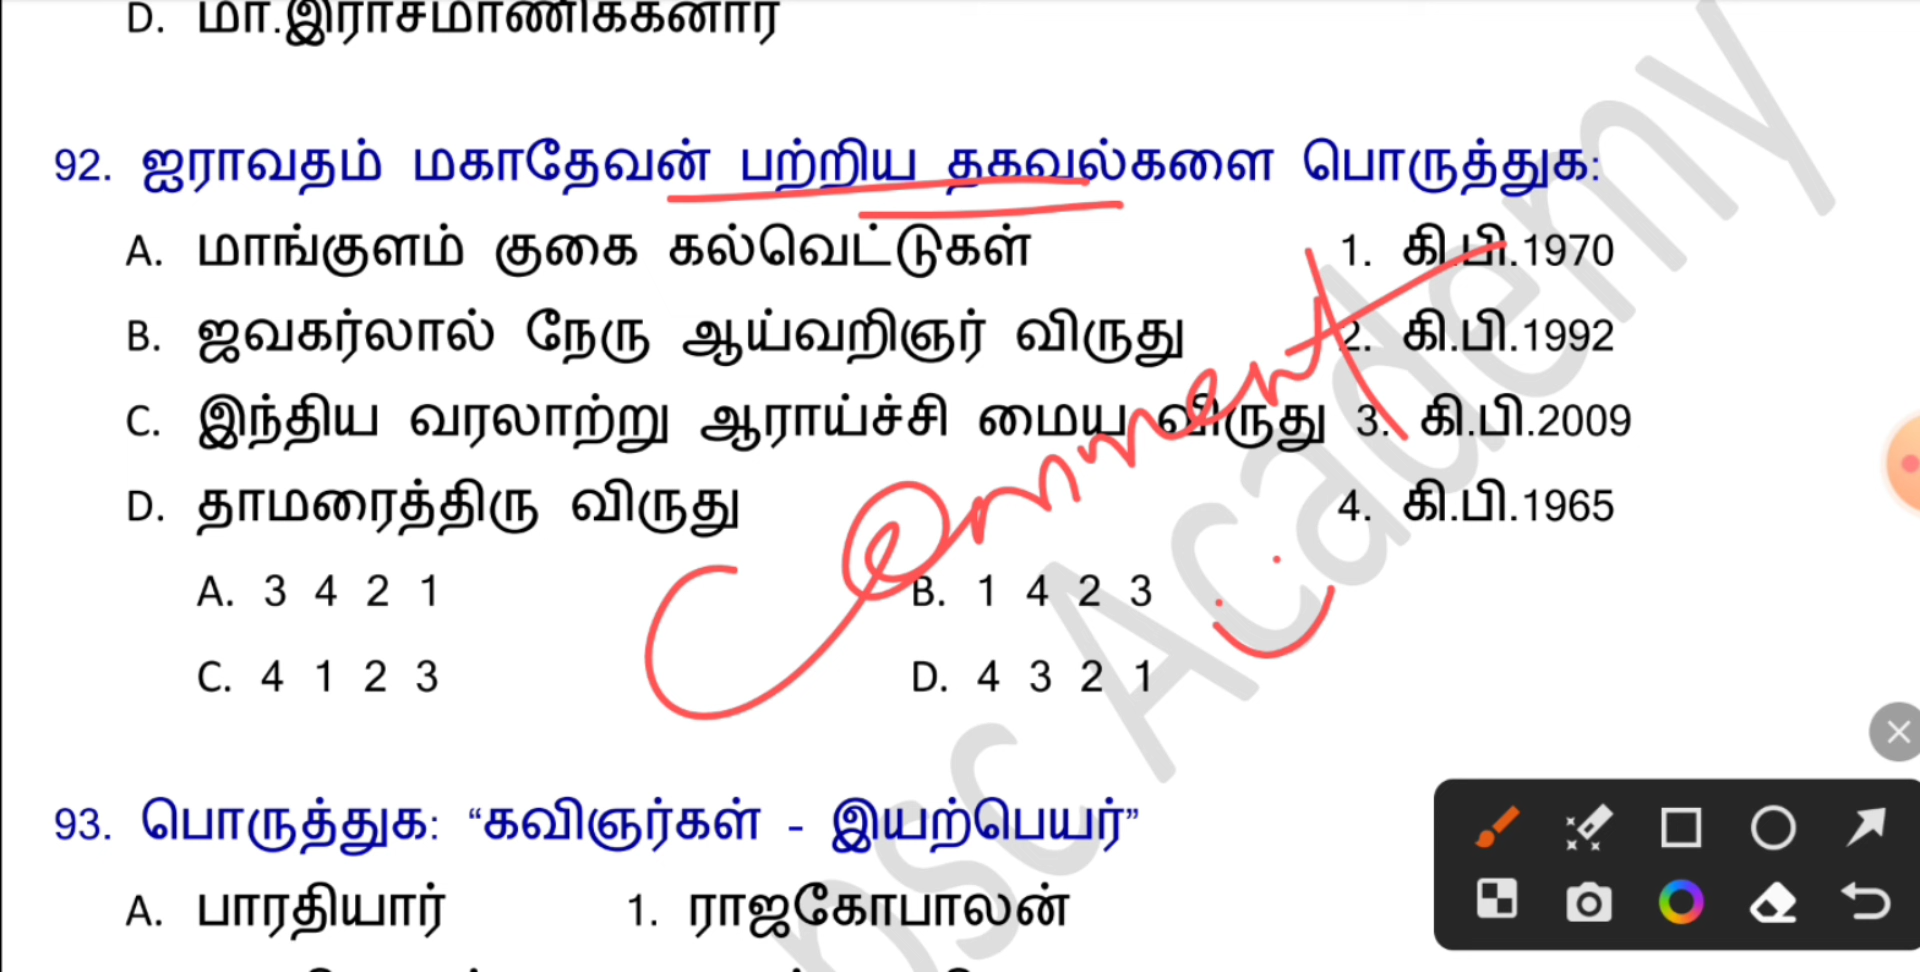 D. மா.இராசமாணிக்கனார்
92. ஐராவதம் மகாதேவன் பற்றிய தகவல்களை பொருத்துக:
A. மாங்குளம் குகை கல்வெட்டுகள் 1. கி.பி.1970
B. ஜவகர்லால் நேரு ஆய்வறிஞர் விருது 2. கி.பி.1992
C. இந்திய வரலாற்று ஆராய்ச்சி மைய விருது 3. கி.பி.2009
D. தாமரைத்திரு விருது 4. கி.பி.1965
Comment
A. 3 4 2 1 B. 1 4 2 3
C. 4 1 2 3 D. 4 3 2 1
93. பொருத்துக: “கவிஞர்கள் - இயற்பெயர்”
A. பாரதியார் 1. ராஜகோபாலன்
psc Academy